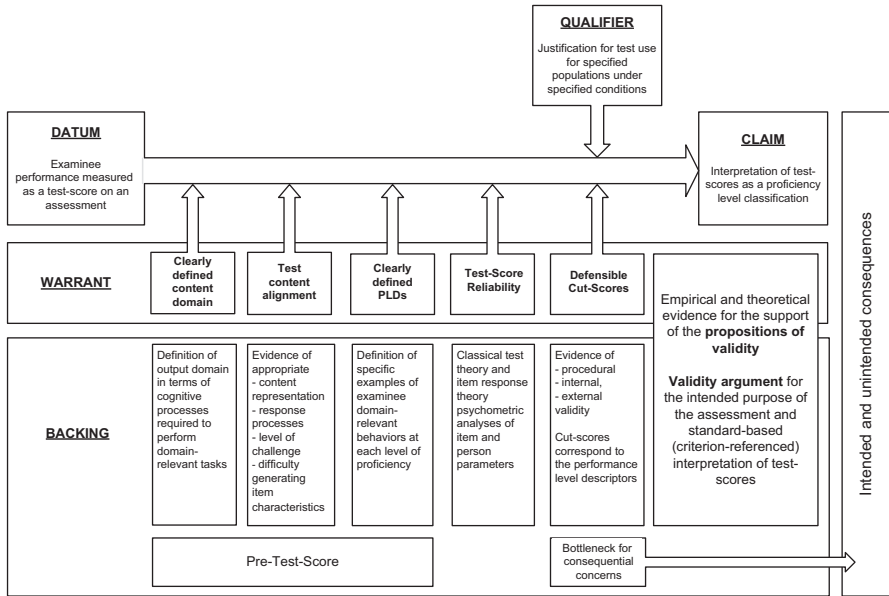 QUALIFIER
Justification for test use
for specified
populations under
specified conditions
DATUM
Examinee
performance measured
as a test-score on an
assessment
CLAIM
Interpretation of test-
scores as a proficiency
level classification
WARRANT
Clearly
defined
content
domain
Test
content
alignment
Clearly
defined
PLDs
Test-Score
Reliability
Defensible
Cut-Scores
Empirical and theoretical
evidence for the support
of the propositions of
validity
Validity argument for
the intended purpose of
the assessment and
standard-based
(criterion-referenced)
interpretation of test-
scores
BACKING
Definition of
output domain
in terms of
cognitive
processes
required to
perform
domain-
relevant tasks
Evidence of
appropriate
- content
representation
- response
processes
- level of
challenge
- difficulty
generating
item
characteristics
Definition of
specific
examples of
examinee
domain-
relevant
behaviors at
each level of
proficiency
Classical test
theory and item
response
theory
psychometric
analyses of
item and
person
parameters
Evidence of
- procedural
- internal,
- external
validity
Cut-scores
correspond to
the performance
level descriptors
Pre-Test-Score
Bottleneck for
consequential
concerns
Intended and unintended consequences